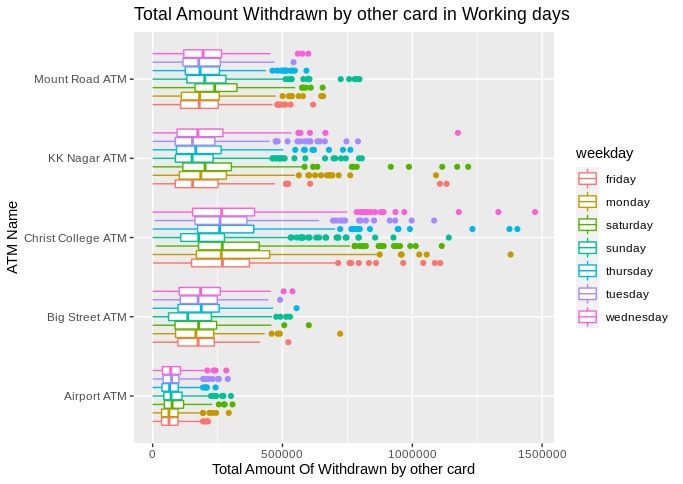 Total Amount Withdrawn by other card in Working days
ATM Name
Mount Road ATM
KK Nagar ATM
Christ College ATM
Big Street ATM
Airport ATM
0
500000
1000000
1500000
Total Amount Of Withdrawn by other card
weekday
friday
monday
saturday
sunday
thursday
tuesday
wednesday